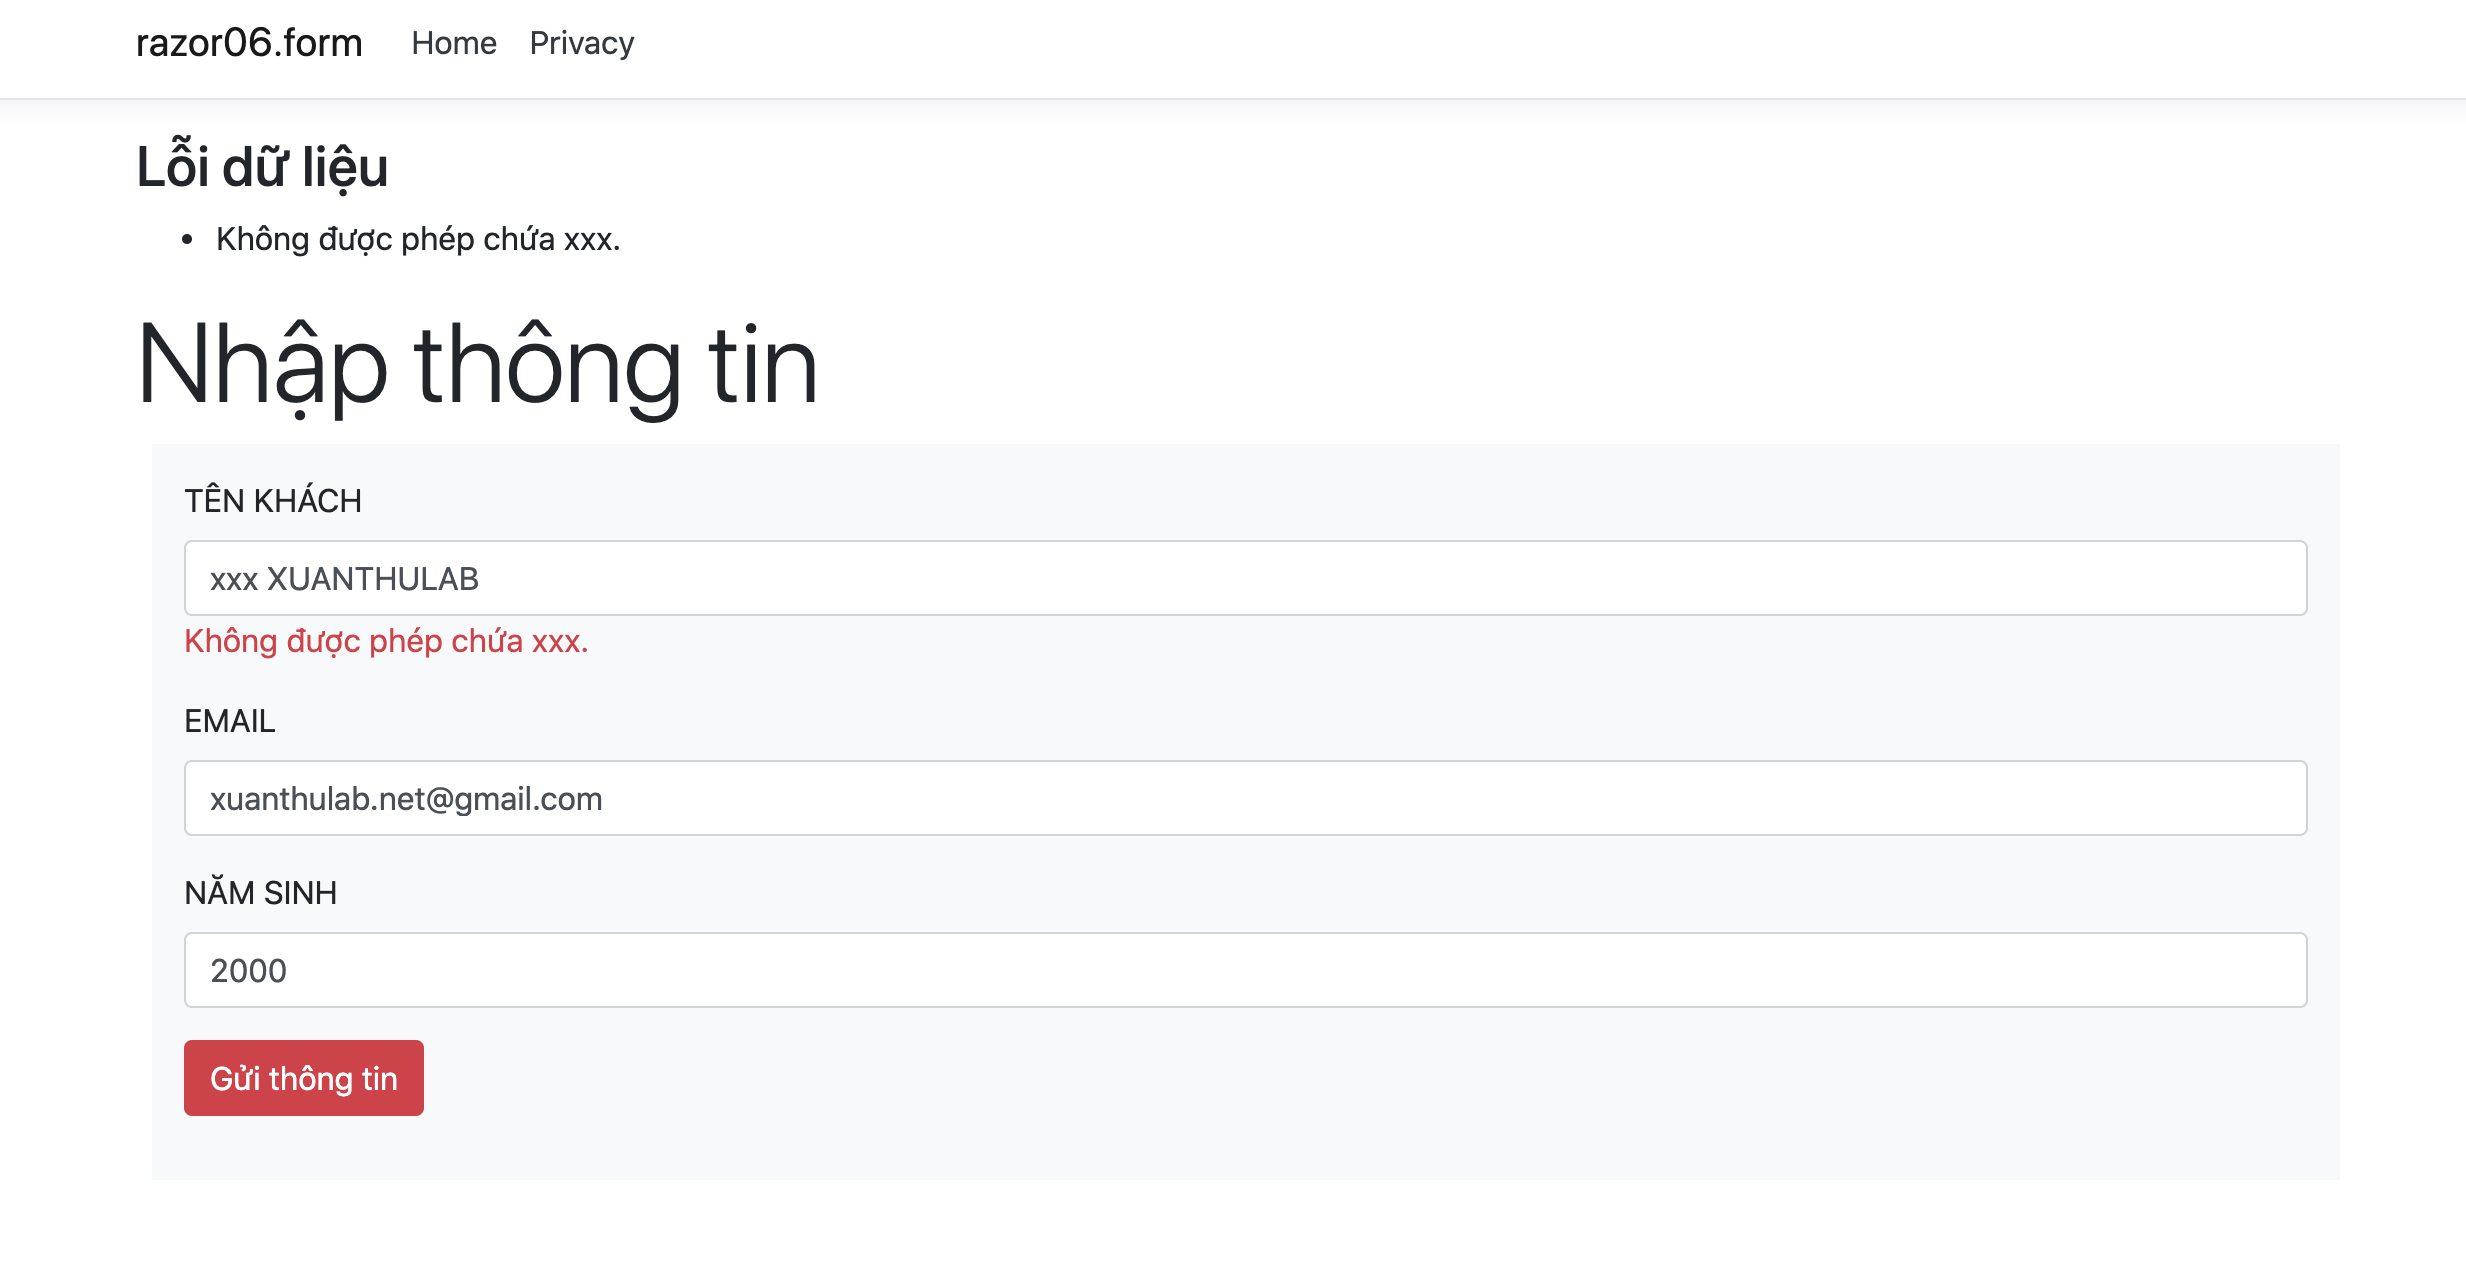 razor06.form Home Privacy
Lỗi dữ liệu
• Không được phép chứa xxx.
Nhập thông tin
TÊN KHÁCH
xxx XUANTHULAB
Không được phép chứa xxx.
EMAIL
xuanthulab.net@gmail.com
NĂM SINH
2000
Gửi thông tin